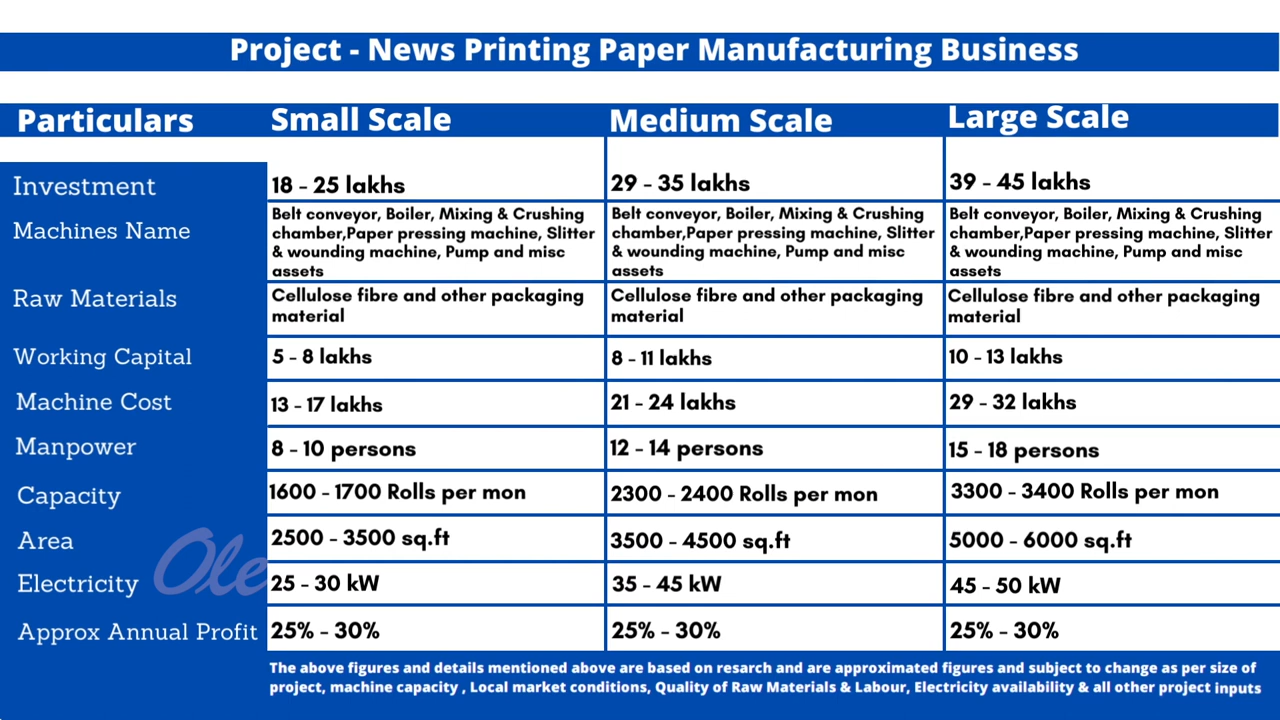 Project - News Printing Paper Manufacturing Business
Particulars Small Scale Medium Scale Large Scale
Investment 18 - 25 lakhs 29 - 35 lakhs 39 - 45 lakhs
Machines Name
Belt conveyor, Boiler, Mixing & Crushing
chamber,Paper pressing machine, Slitter
& wounding machine, Pump and misc
assets
Belt conveyor, Boiler, Mixing & Crushing
chamber,Paper pressing machine, Slitter
& wounding machine, Pump and misc
assets
Belt conveyor, Boiler, Mixing & Crushing
chamber,Paper pressing machine, Slitter
& wounding machine, Pump and misc
assets
Raw Materials
Cellulose fibre and other packaging
material
Cellulose fibre and other packaging
material
Cellulose fibre and other packaging
material
Working Capital 5 - 8 lakhs 8 - 11 lakhs 10 - 13 lakhs
Machine Cost 13 - 17 lakhs 21 - 24 lakhs 29 - 32 lakhs
Manpower 8 - 10 persons 12 - 14 persons 15 - 18 persons
Capacity 1600 - 1700 Rolls per mon 2300 - 2400 Rolls per mon 3300 - 3400 Rolls per mon
Area 2500 - 3500 sq.ft 3500 - 4500 sq.ft 5000 - 6000 sq.ft
Ole
Electricity 25 - 30 kW 35 - 45 kW 45 - 50 kW
Approx Annual Profit 25% - 30% 25% - 30% 25% - 30%
The above figures and details mentioned above are based on resarch and are approximated figures and subject to change as per size of
project, machine capacity , Local market conditions, Quality of Raw Materials & Labour, Electricity availability & all other project inputs